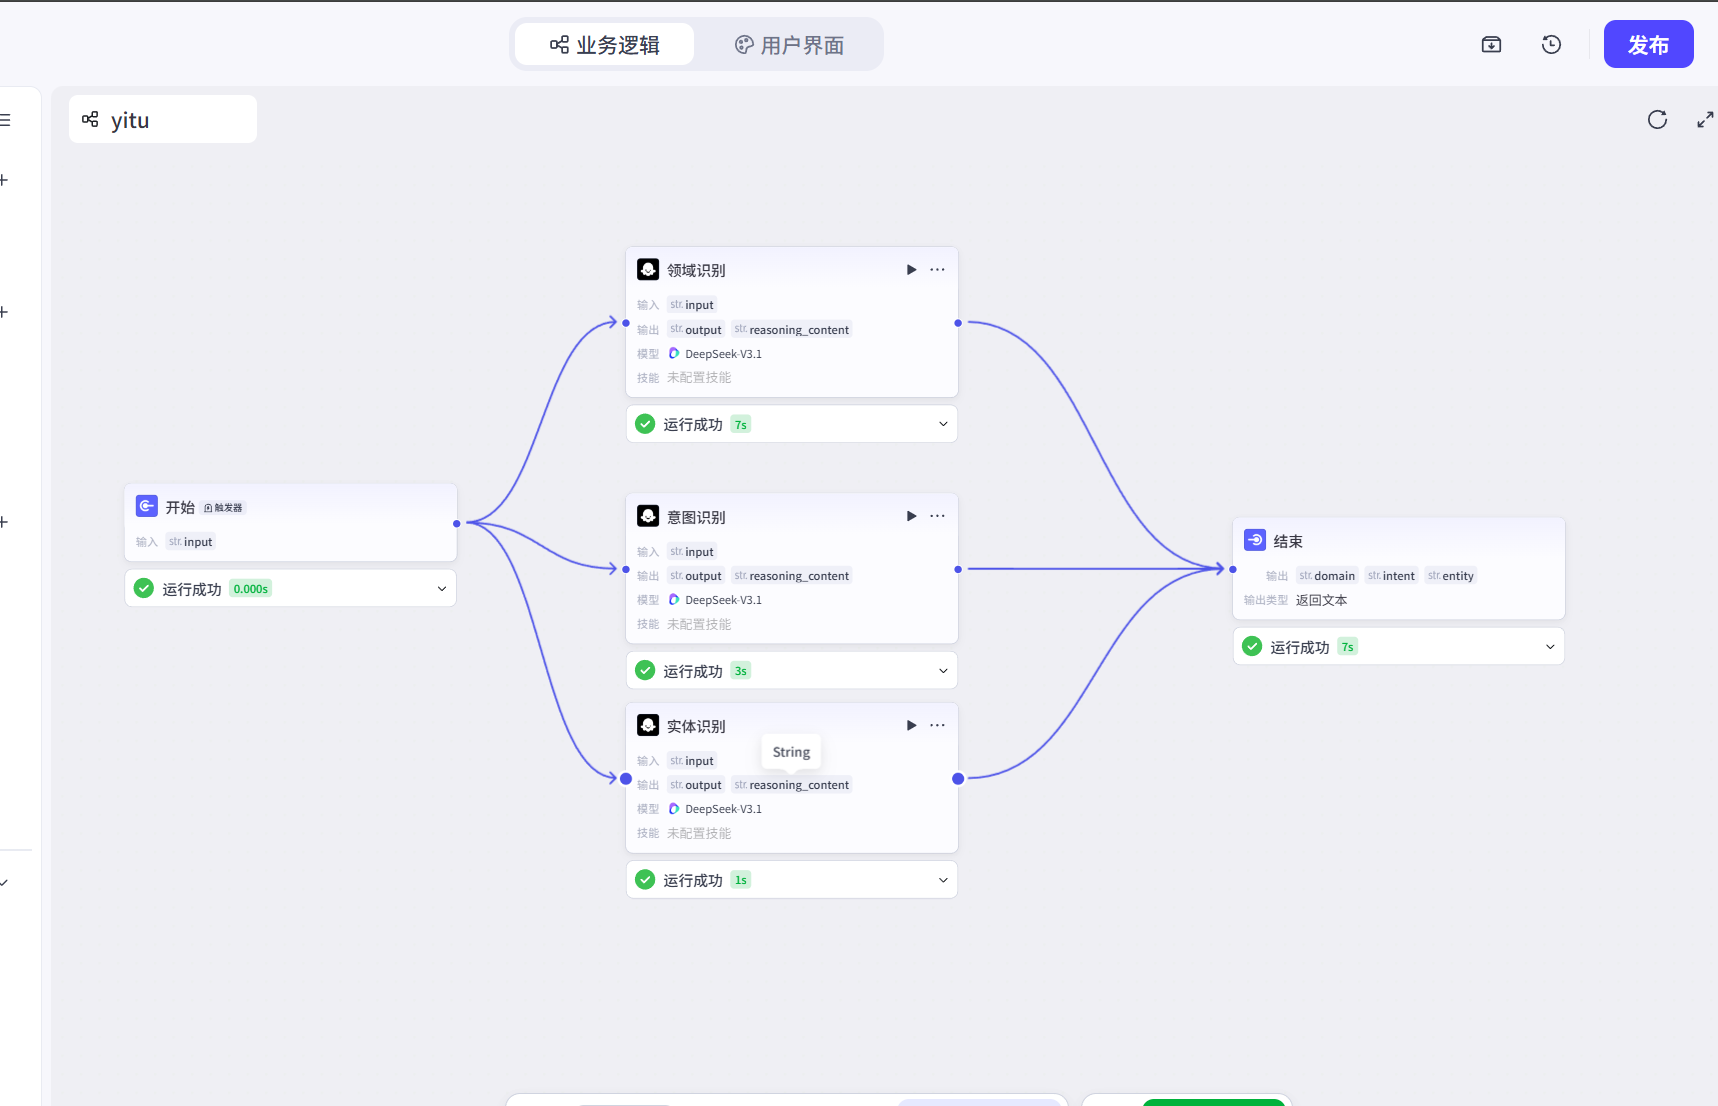 业务逻辑
用户界面
发布
yitu
领域识别
输入 str. input
输出 str. output str. reasoning_content
模型 DeepSeek-V3.1
技能 未配置技能
运行成功 7s
开始 触发器
输入 str. input
运行成功 0.000s
意图识别
输入 str. input
输出 str. output str. reasoning_content
模型 DeepSeek-V3.1
技能 未配置技能
运行成功 3s
实体识别
String
输入 str. input
输出 str. output str. reasoning_content
模型 DeepSeek-V3.1
技能 未配置技能
运行成功 1s
结束
输出 str. domain str. intent str. entity
输出类型 返回文本
运行成功 7s